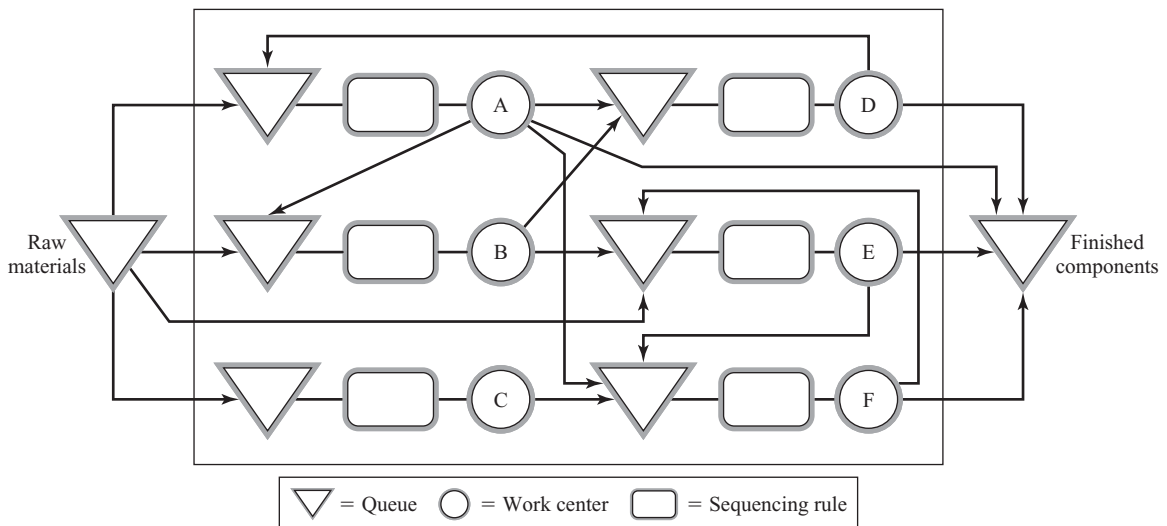 A
D
Raw
materials
B
E
Finished
components
C
F
= Queue
= Work center
= Sequencing rule